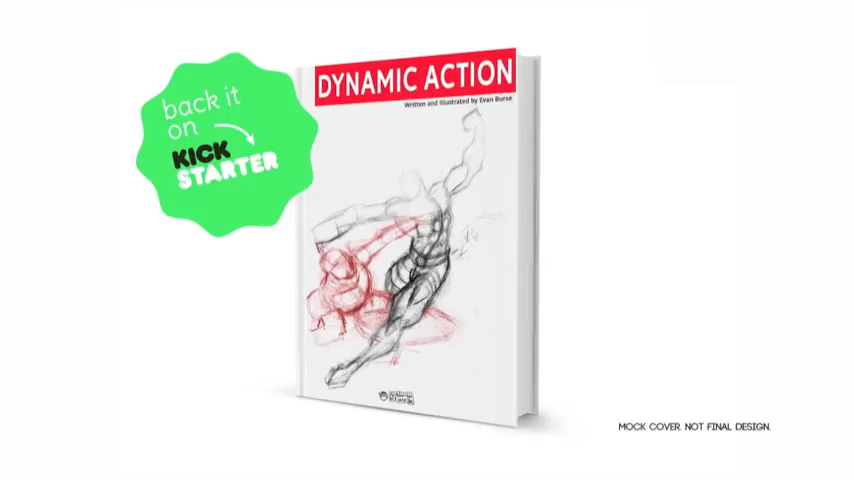 back it
on
KICK
STARTER
DYNAMIC ACTION
Written and Illustrated by Evan Burse
MOCK COVER. NOT FINAL DESIGN.